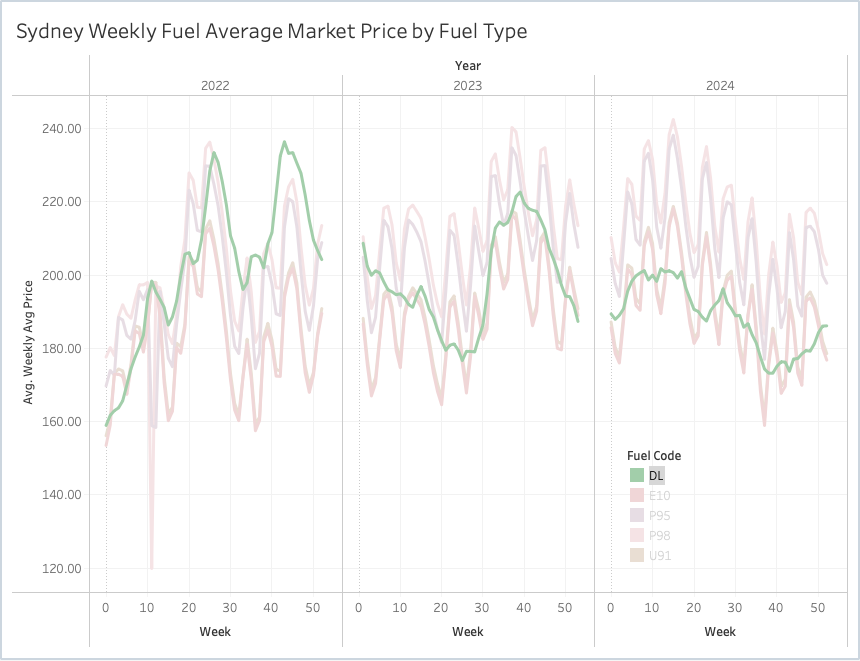 Sydney Weekly Fuel Average Market Price by Fuel Type
Year
2022 2023 2024
Avg. Weekly Avg Price
240.00
220.00
200.00
180.00
160.00
140.00
120.00
Fuel Code
DL
E10
P95
P98
U91
0 10 20 30 40 50 0 10 20 30 40 50 0 10 20 30 40 50
Week Week Week